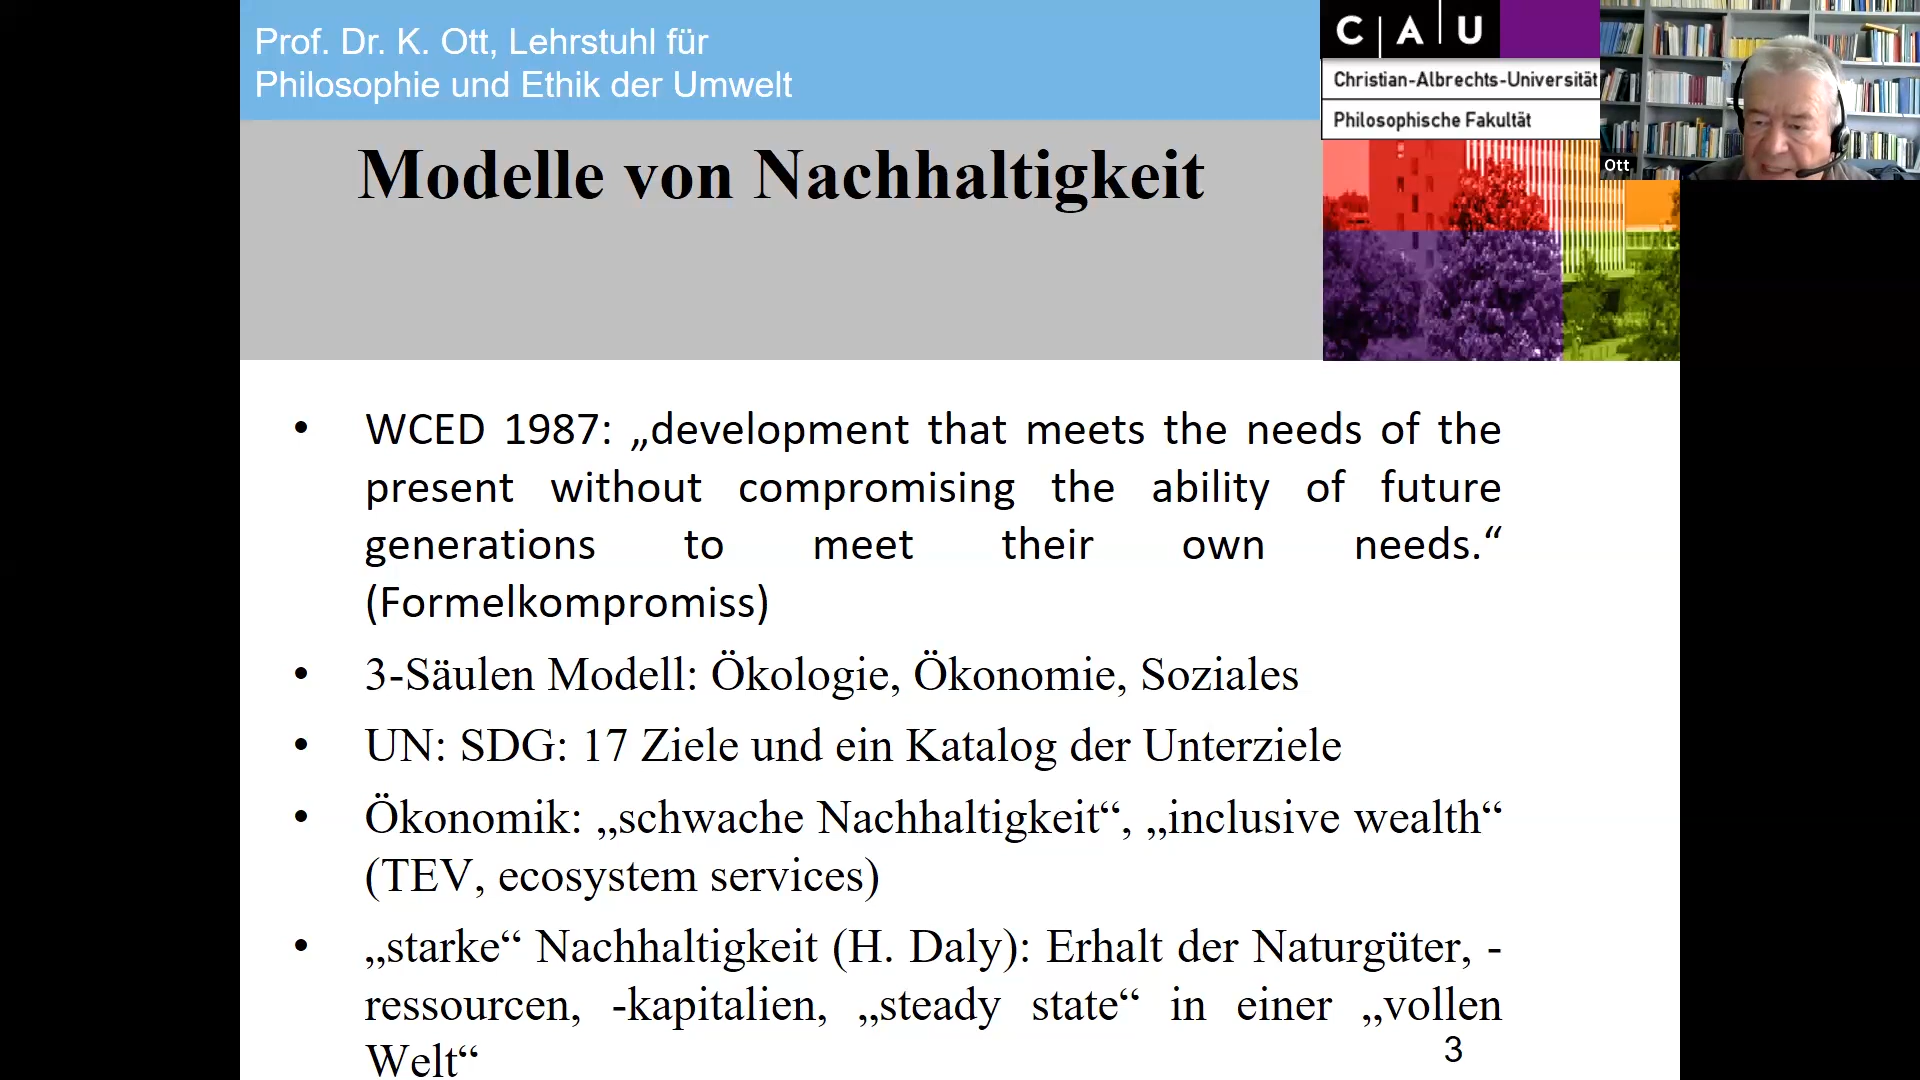 Prof. Dr. K. Ott, Lehrstuhl für
Philosophie und Ethik der Umwelt
C A U
Christian-Albrechts-Universität
Philosophische Fakultät
Ott
Modelle von Nachhaltigkeit
• WCED 1987: „development that meets the needs of the
present without compromising the ability of future
generations to meet their own needs.“
(Formelkompromiss)
• 3-Säulen Modell: Ökologie, Ökonomie, Soziales
• UN: SDG: 17 Ziele und ein Katalog der Unterziele
• Ökonomik: „schwache Nachhaltigkeit“, „inclusive wealth“
(TEV, ecosystem services)
• „starke“ Nachhaltigkeit (H. Daly): Erhalt der Naturgüter, -
ressourcen, -kapitalien, „steady state“ in einer „vollen
Welt“
3